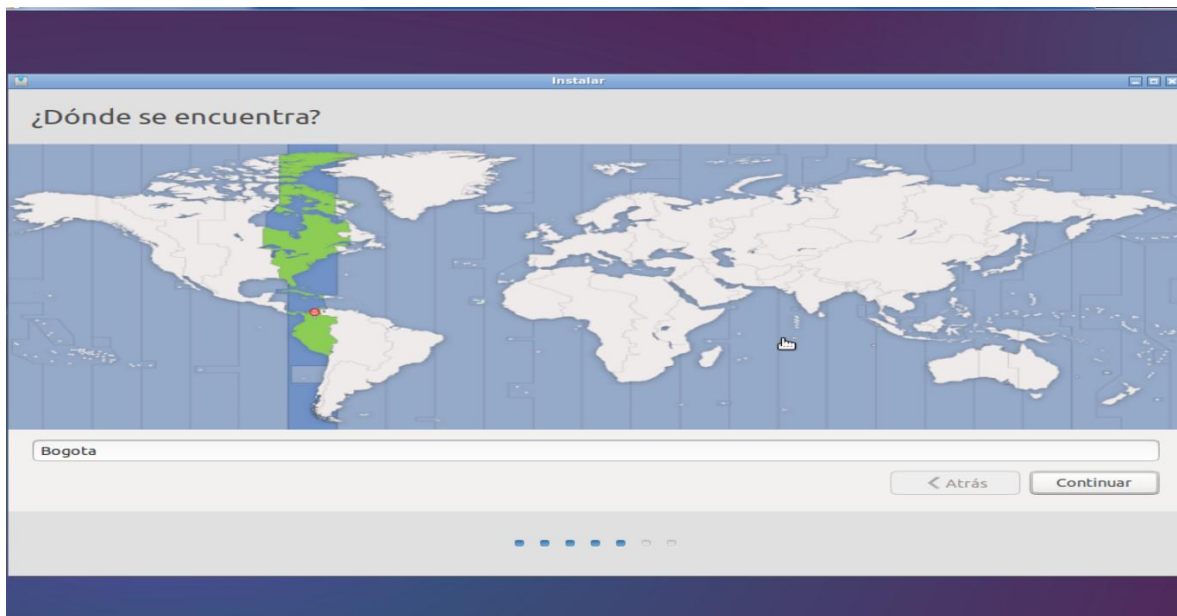 Instalar
¿Dónde se encuentra?
Bogota
Atrás
Continuar